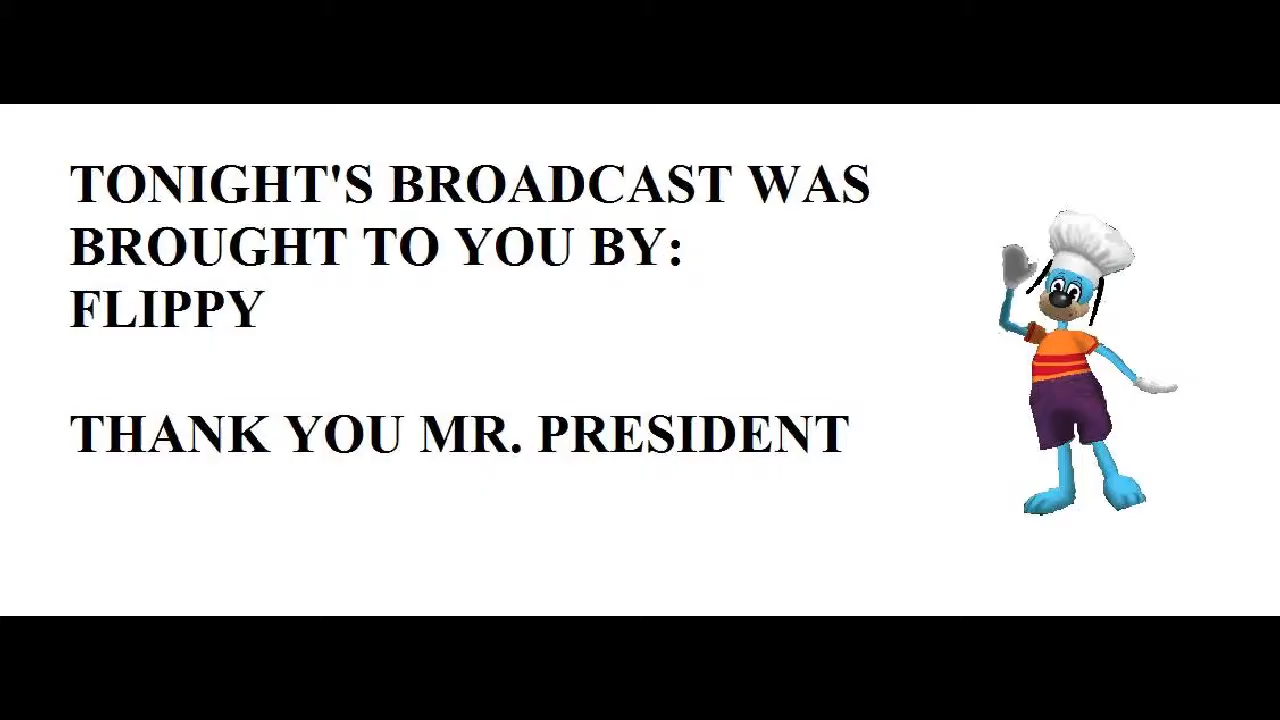 TONIGHT'S BROADCAST WAS
BROUGHT TO YOU BY:
FLIPPY
THANK YOU MR. PRESIDENT